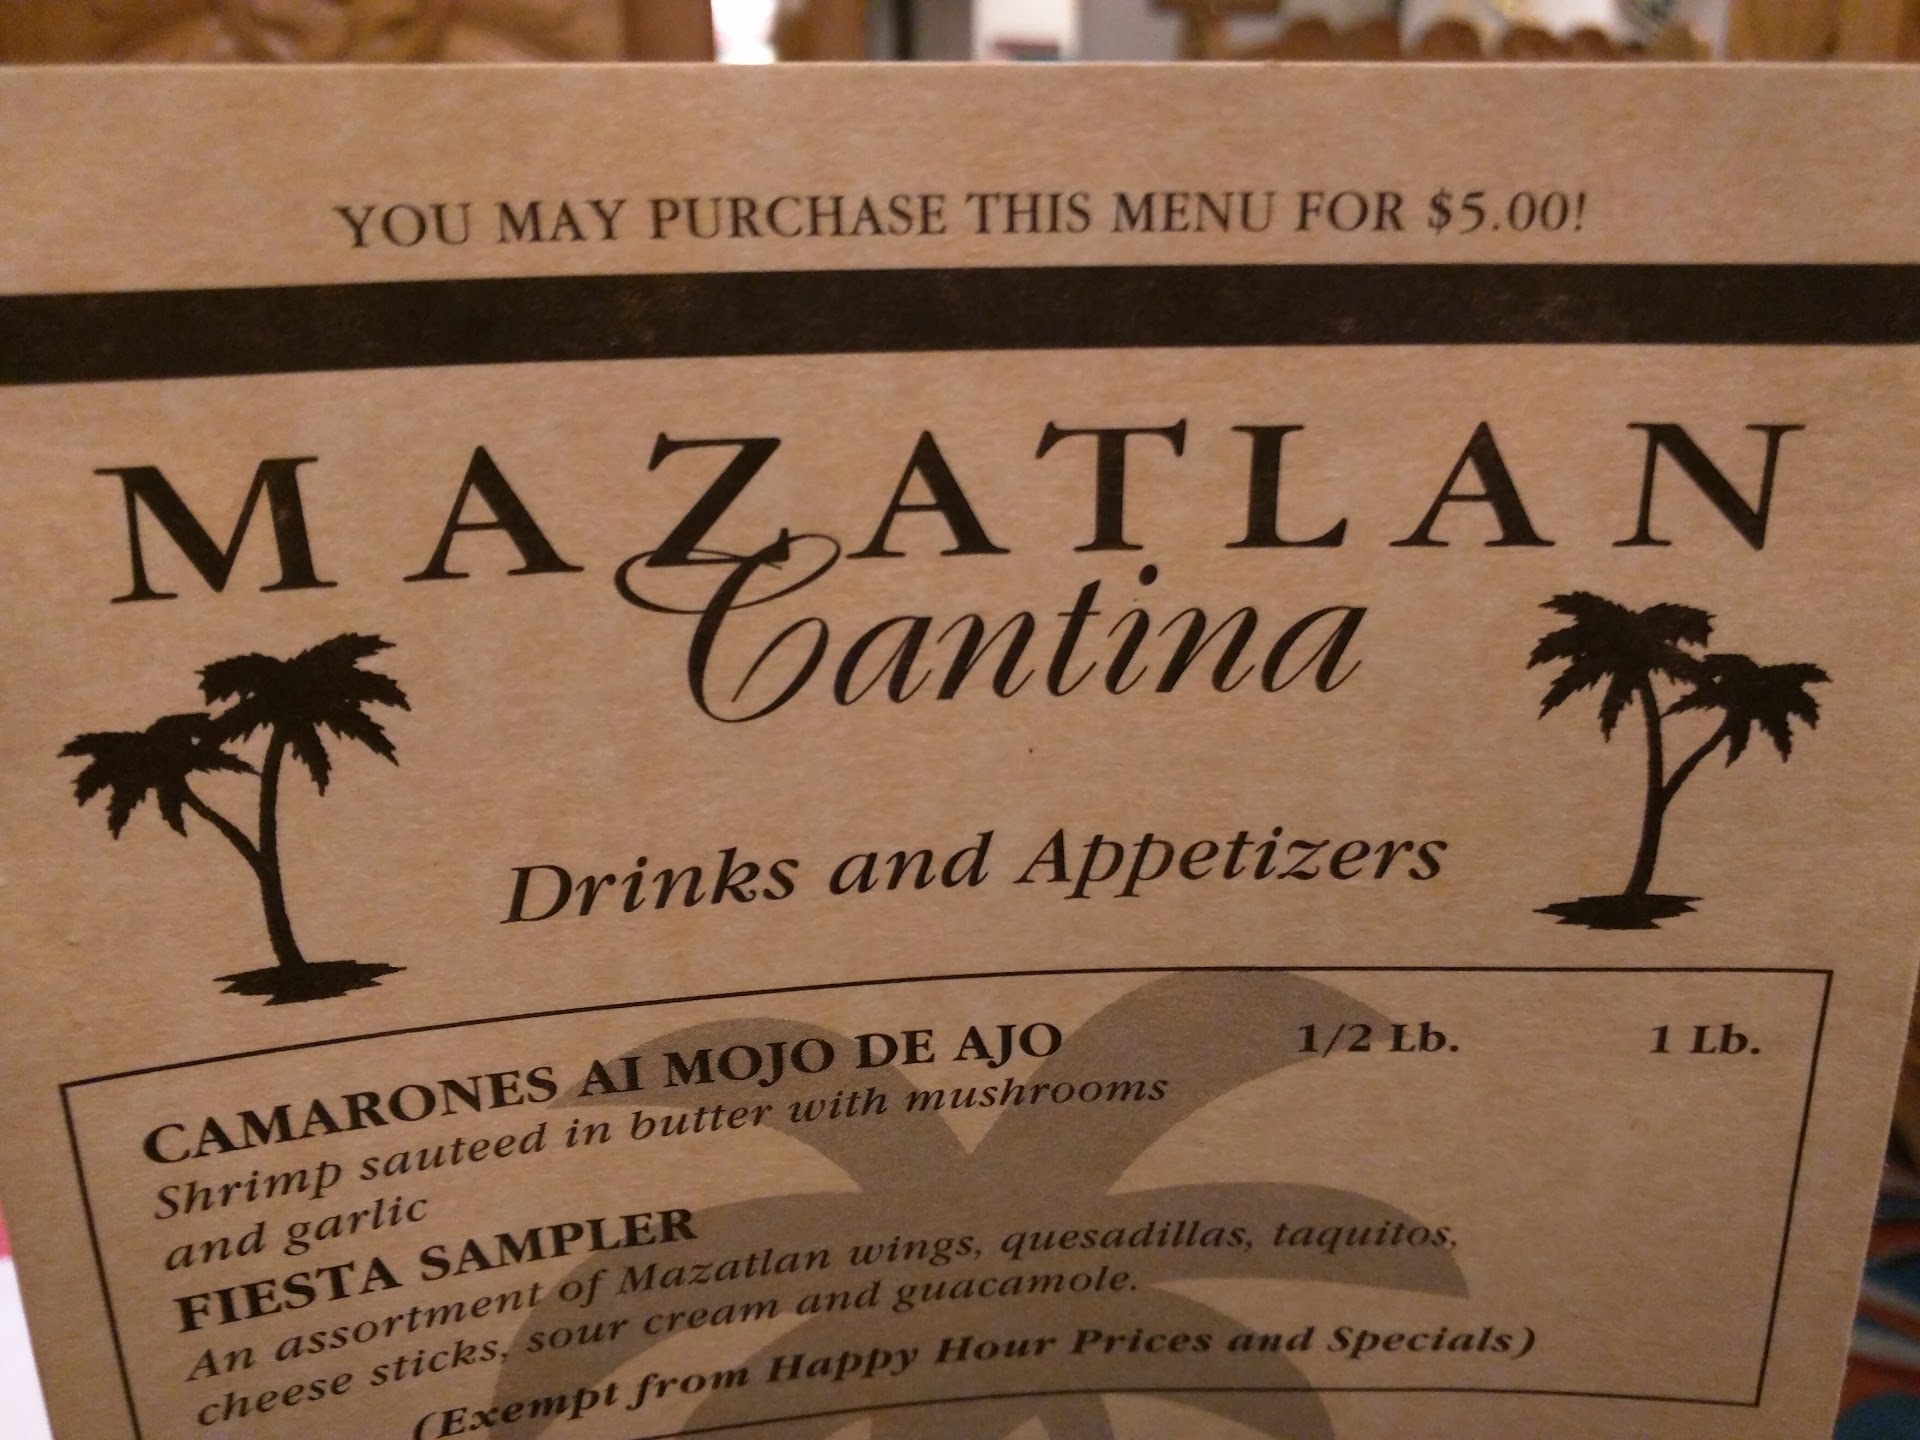 YOU MAY PURCHASE THIS MENU FOR $5.00!
MAZATLAN
Cantina
Drinks and Appetizers
CAMARONES AI MOJO DE AJO 1/2 Lb. 1 Lb.
Shrimp sauteed in butter with mushrooms
and garlic
FIESTA SAMPLER
An assortment of Mazatlan wings, quesadillas, taquitos,
cheese sticks, sour cream and guacamole.
(Exempt from Happy Hour Prices and Specials)